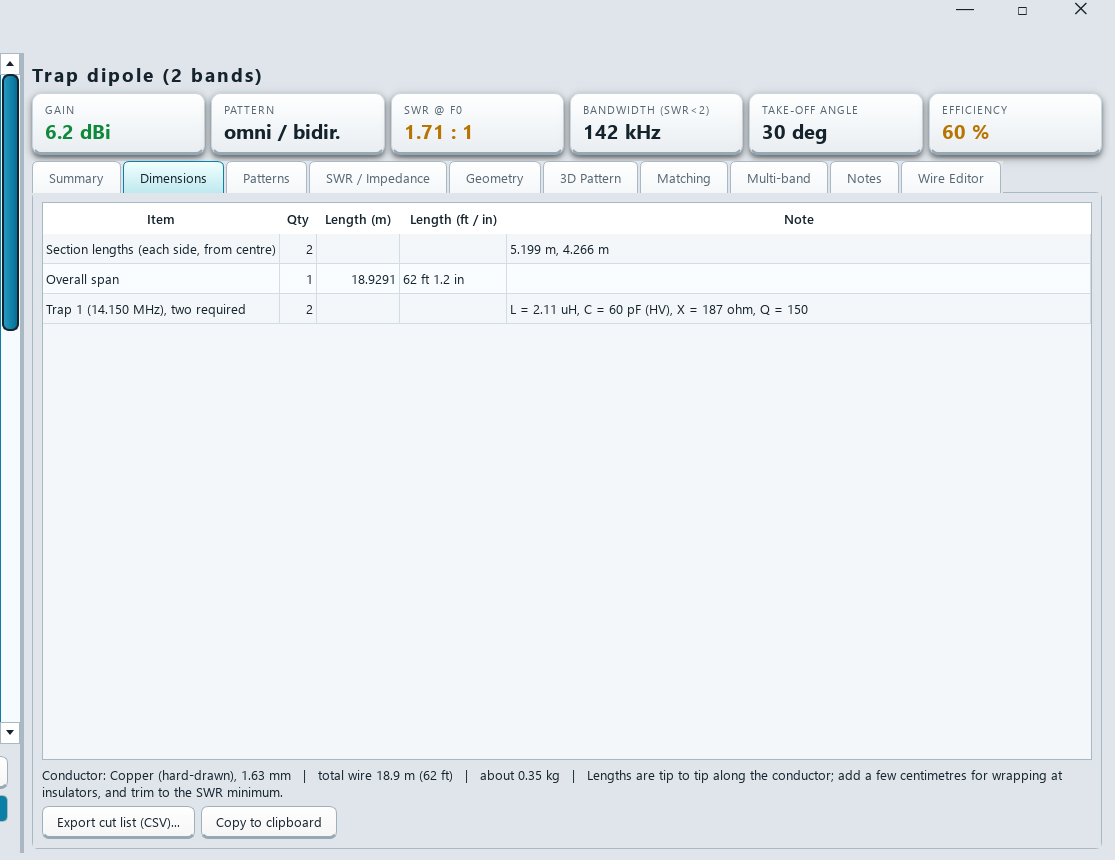 Trap dipole (2 bands)
GAIN
6.2 dBi
PATTERN
omni / bidir.
SWR @ F0
1.71 : 1
BANDWIDTH (SWR<2)
142 kHz
TAKE-OFF ANGLE
30 deg
EFFICIENCY
60 %
Summary Dimensions Patterns SWR / Impedance Geometry 3D Pattern Matching Multi-band Notes Wire Editor
Item Qty Length (m) Length (ft / in) Note
Section lengths (each side, from centre) 2 5.199 m, 4.266 m
Overall span 1 18.9291 62 ft 1.2 in
Trap 1 (14.150 MHz), two required 2 L = 2.11 uH, C = 60 pF (HV), X = 187 ohm, Q = 150
Conductor: Copper (hard-drawn), 1.63 mm | total wire 18.9 m (62 ft) | about 0.35 kg | Lengths are tip to tip along the conductor; add a few centimetres for wrapping at
insulators, and trim to the SWR minimum.
Export cut list (CSV)... Copy to clipboard